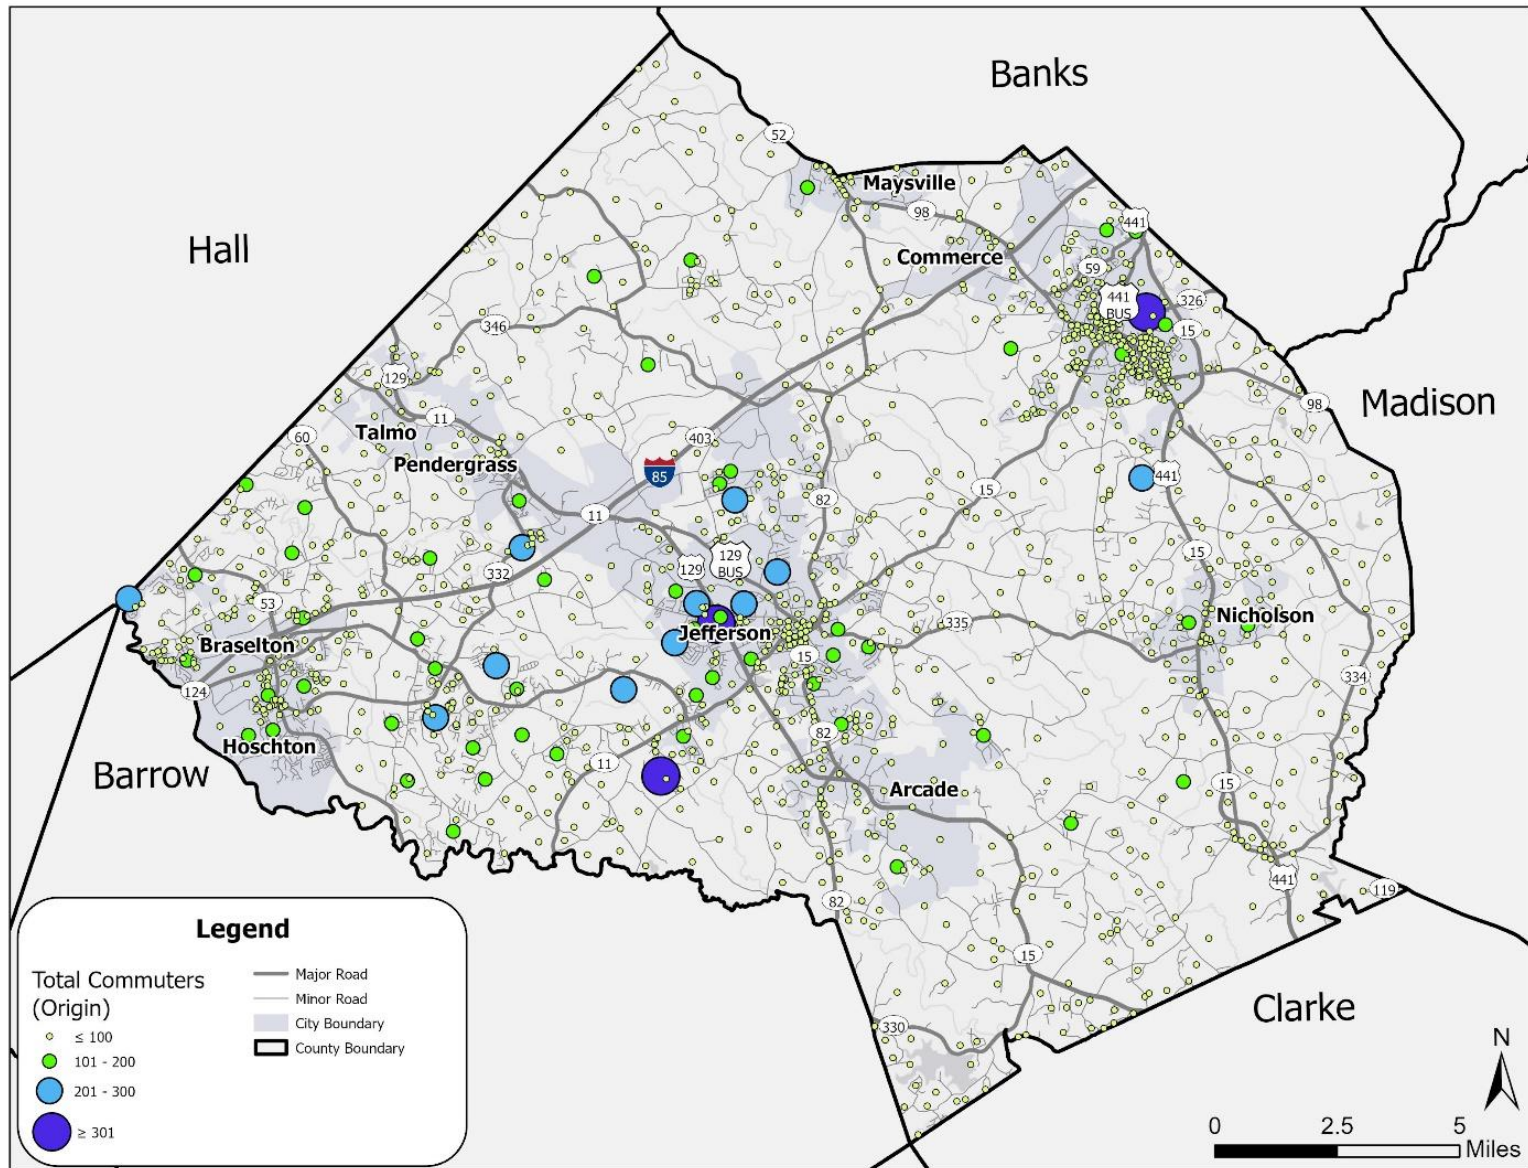 Banks
52
Maysville
98
Hall
441
Commerce
59
441
BUS
326
15
346
129
98
Madison
11
60
Talmo
403
Pendergrass
85
441
15
82
11
15
129
BUS
129
332
53
Nicholson
335
Jefferson
Braselton
15
334
124
82
Hoschton
11
Barrow
15
Arcade
441
119
82
15
Clarke
330
Legend
Total Commuters
(Origin)
≤ 100
101 - 200
201 - 300
≥ 301
Major Road
Minor Road
City Boundary
County Boundary
N
0 2.5 5
Miles